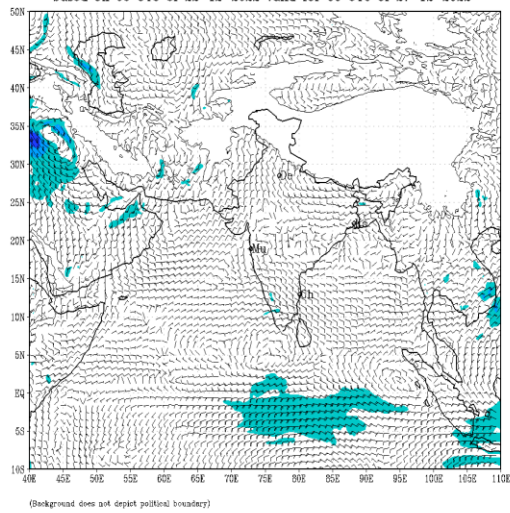 50N
45N
40N
35N
30N
De
25N
20N
Mu
15N
Ch
10N
5N
EQ
5S
10S
40E 45E 50E 55E 60E 65E 70E 75E 80E 85E 90E 95E 100E 105E 110E
(Background does not depict political boundary)